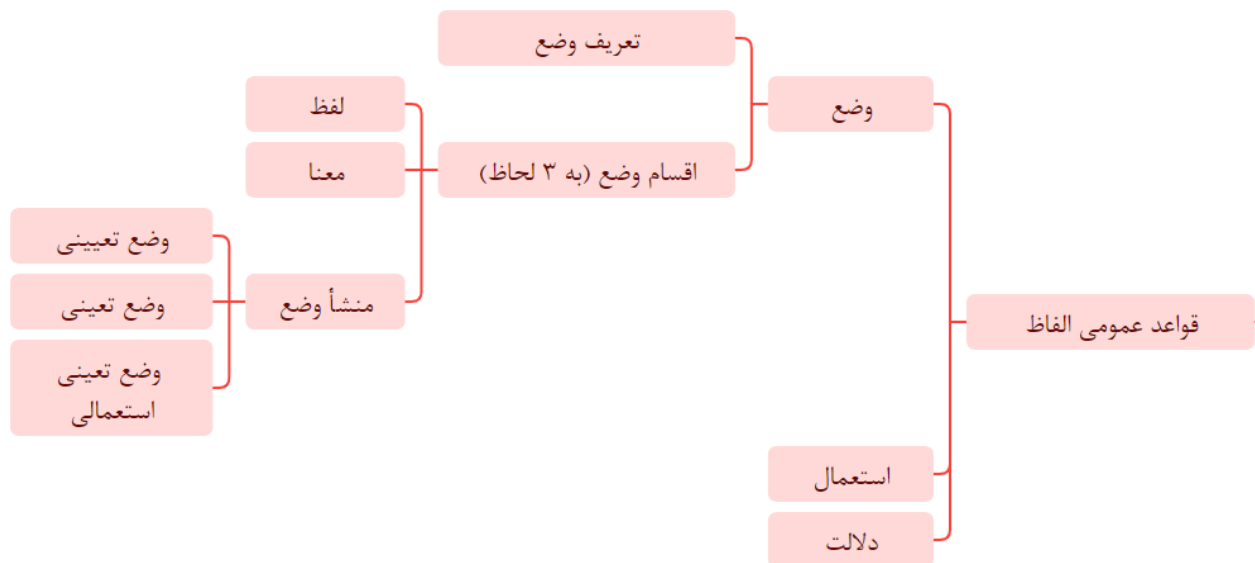 قواعد عمومی الفاظ
وضع
تعریف وضع
اقسام وضع (به ۳ لحاظ)
لفظ
معنا
منشأ وضع
وضع تعیینی
وضع تعینی
وضع تعینی
استعمالی
استعمال
دلالت